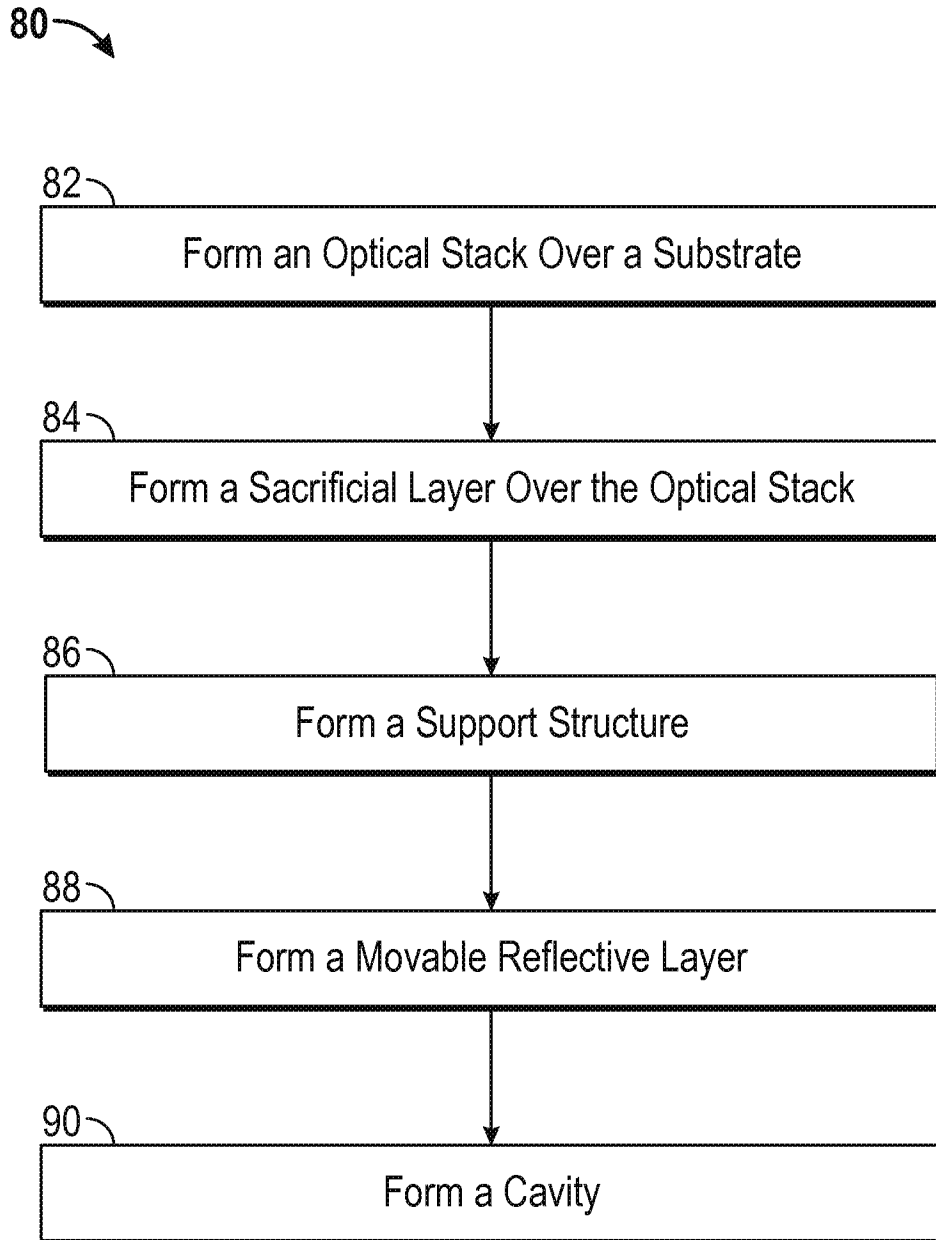 80
82
Form an Optical Stack Over a Substrate
84
Form a Sacrificial Layer Over the Optical Stack
86
Form a Support Structure
88
Form a Movable Reflective Layer
90
Form a Cavity